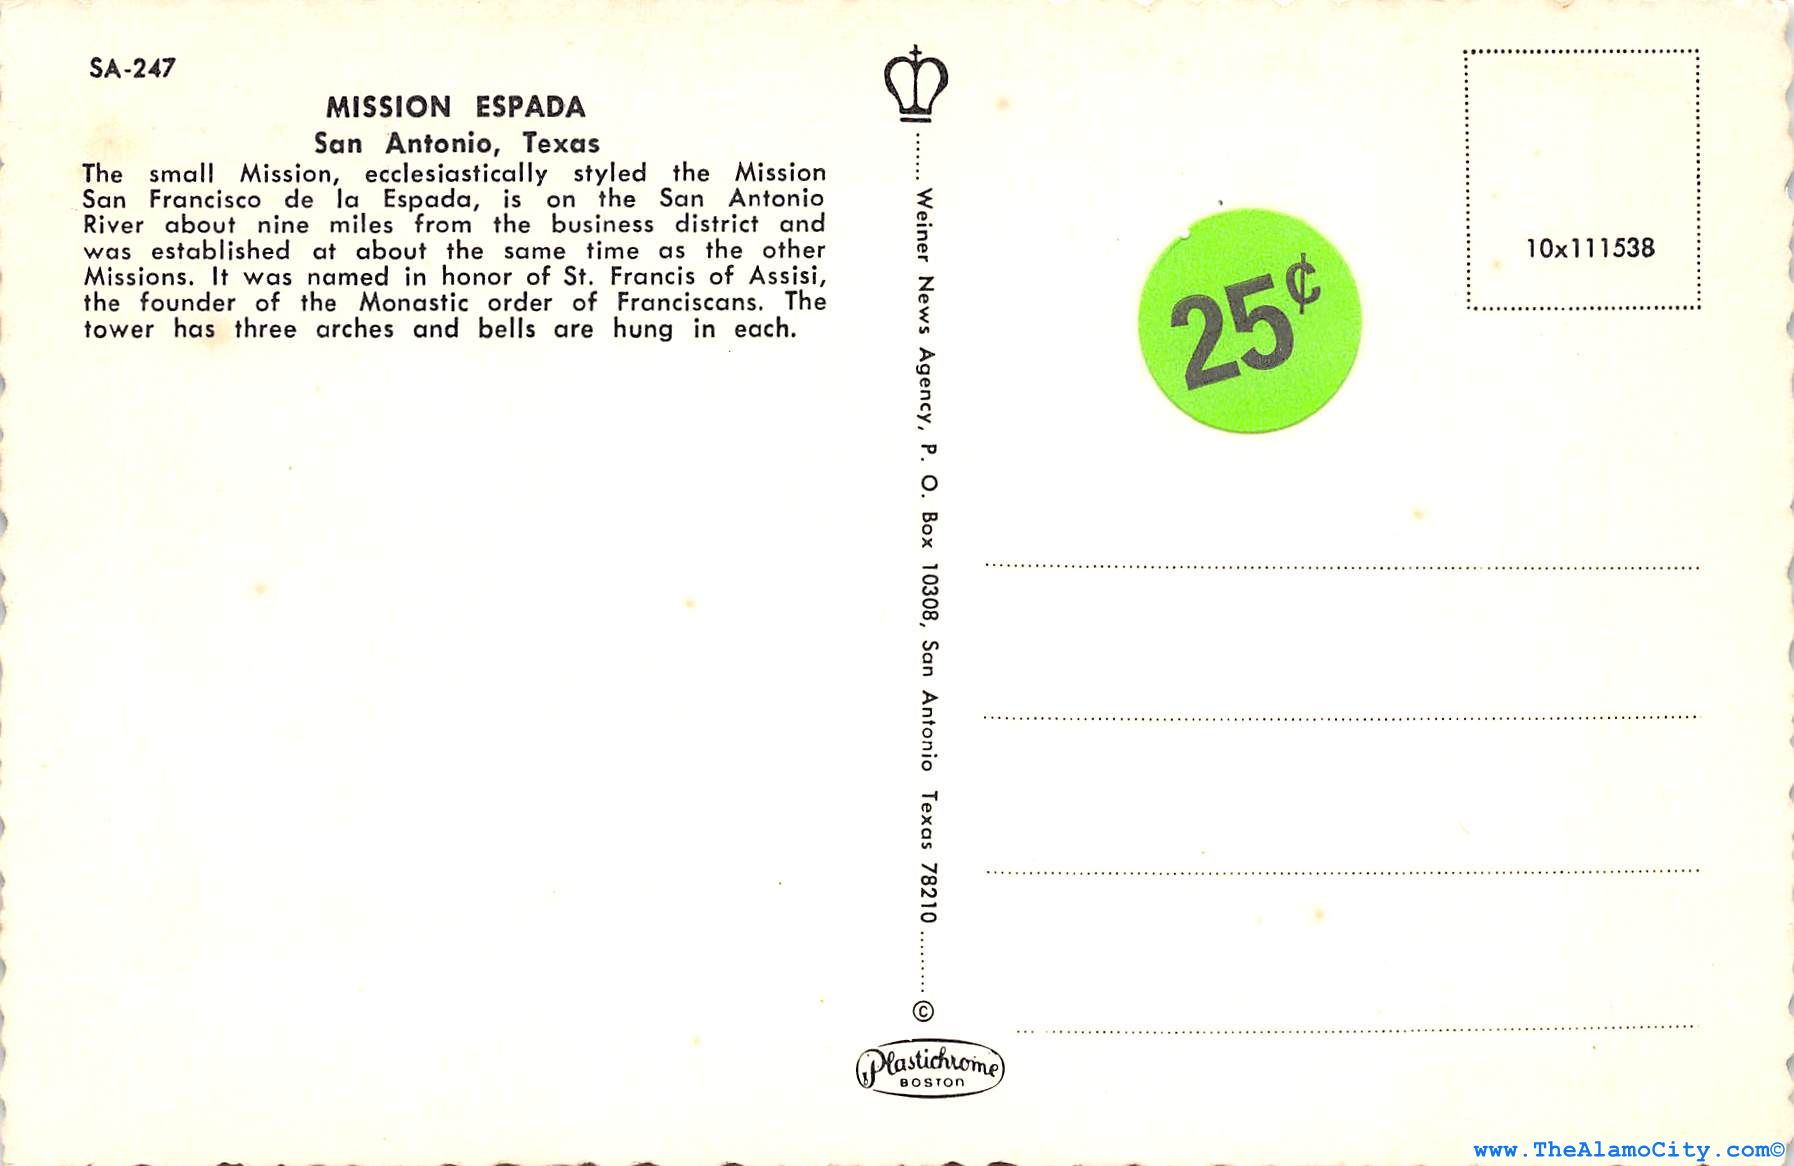 SA-247
MISSION ESPADA
San Antonio, Texas
The small Mission, ecclesiastically styled the Mission
San Francisco de la Espada, is on the San Antonio
River about nine miles from the business district and
was established at about the same time as the other
Missions. It was named in honor of St. Francis of Assisi,
the founder of the Monastic order of Franciscans. The
tower has three arches and bells are hung in each.
Weiner News Agency, P. O. Box 10308, San Antonio Texas 78210
©
Plastichrome
BOSTON
25¢
10x111538
www.TheAlamoCity.com©